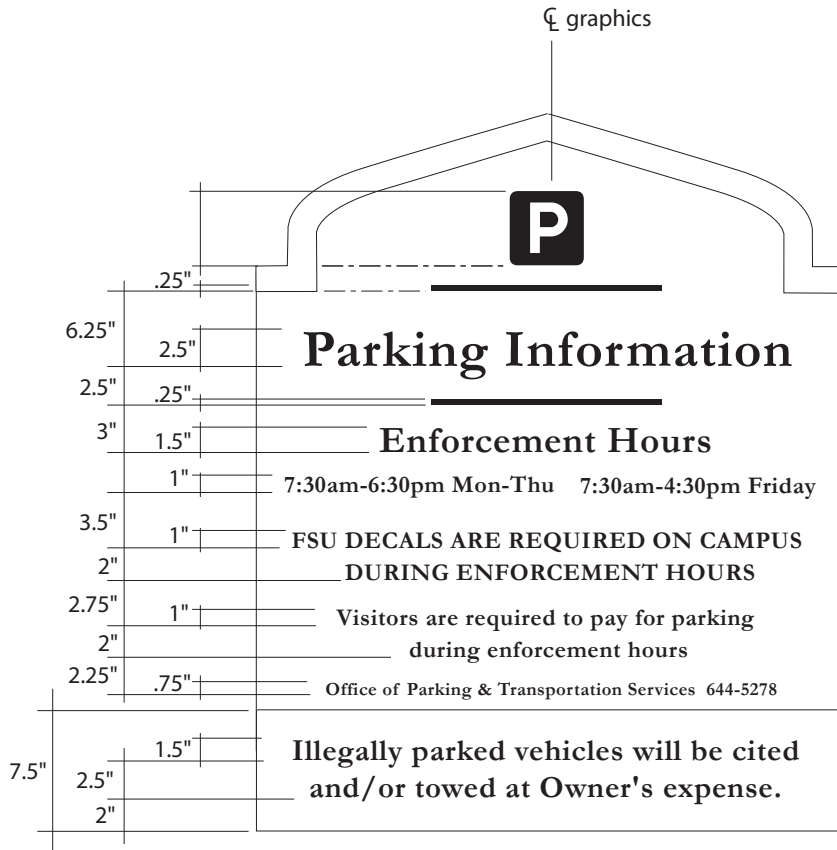 ℄ graphics
P
.25"
6.25"
2.5"
Parking Information
2.5"
.25"
3"
1.5"
Enforcement Hours
1"
7:30am-6:30pm Mon-Thu 7:30am-4:30pm Friday
3.5"
1"
FSU DECALS ARE REQUIRED ON CAMPUS
2"
DURING ENFORCEMENT HOURS
2.75"
1"
Visitors are required to pay for parking
2"
during enforcement hours
2.25"
.75"
Office of Parking & Transportation Services 644-5278
1.5"
Illegally parked vehicles will be cited
7.5"
2.5"
and/or towed at Owner's expense.
2"